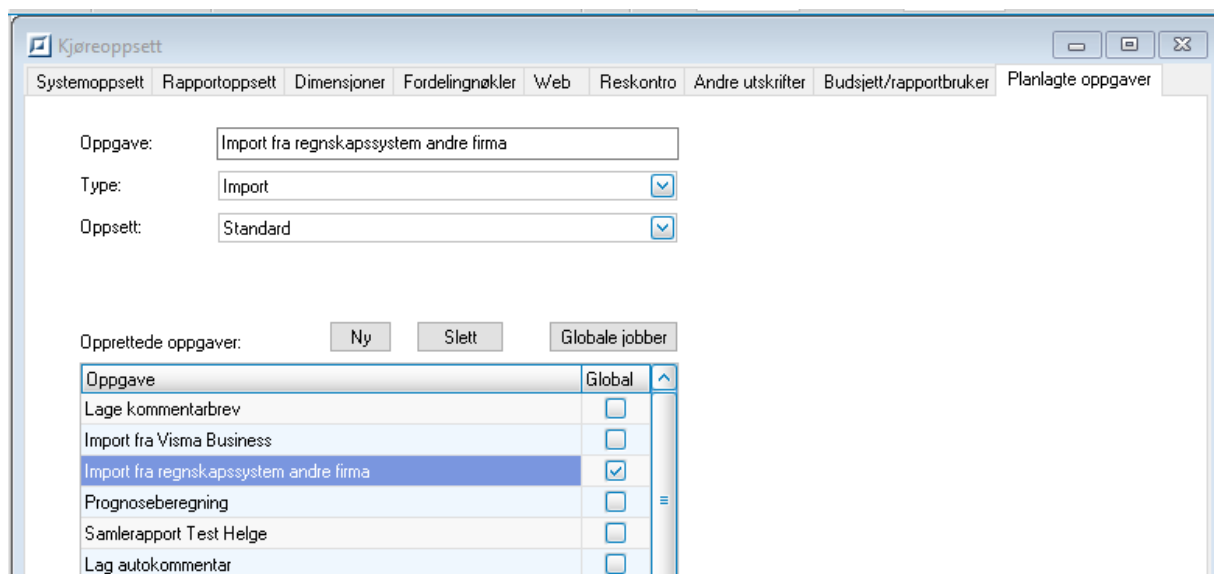 Kjøreoppsett
Systemoppsett Rapportoppsett Dimensjoner Fordelingnøkler Web Reskontro Andre utskrifter Budsjett/rapportbruker Planlagte oppgaver
Oppgave: Import fra regnskapssystem andre firma
Type: Import
Oppsett: Standard
Opprettede oppgaver: Ny Slett Globale jobber
Oppgave Global
Lage kommentarbrev
Import fra Visma Business
Import fra regnskapssystem andre firma
Prognoseberegning
Samlerapport Test Helge
Lag autokommentar